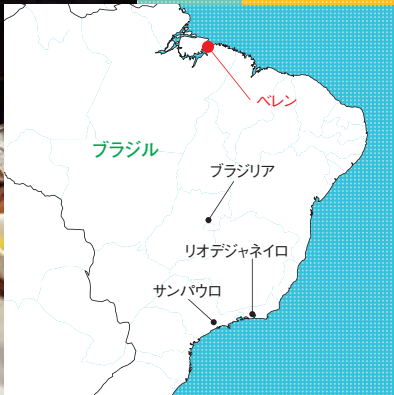 ベレン
ブラジル
ブラジリア
リオデジャネイロ
サンパウロ